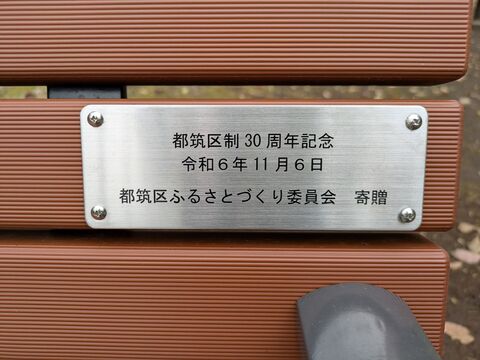 都筑区制30周年記念
令和６年11月６日
都筑区ふるさとづくり委員会　寄贈